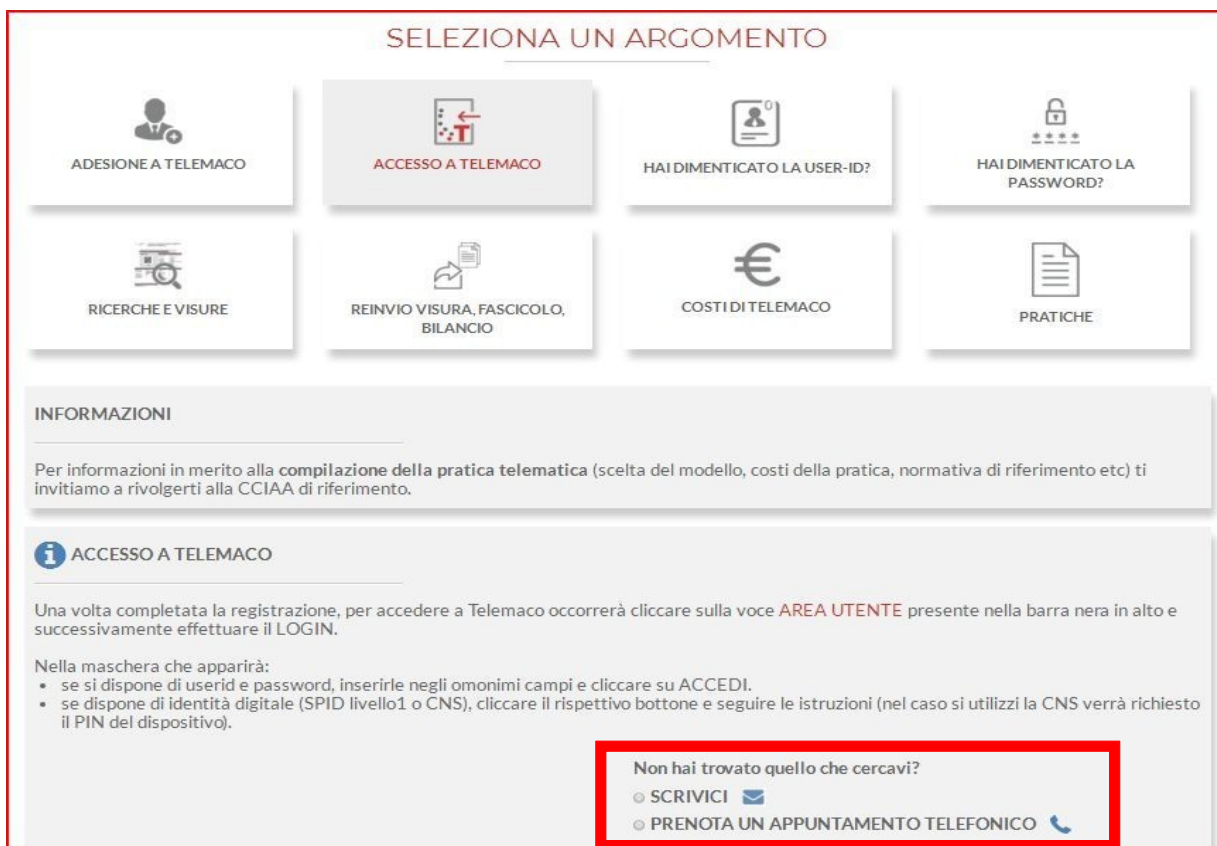 SELEZIONA UN ARGOMENTO
ADESIONE A TELEMACO
ACCESSO A TELEMACO
HAI DIMENTICATO LA USER-ID?
HAI DIMENTICATO LA
PASSWORD?
RICERCHE E VISURE
REINVIO VISURA, FASCICOLO,
BILANCIO
COSTI DI TELEMACO
PRATICHE
INFORMAZIONI
Per informazioni in merito alla compilazione della pratica telematica (scelta del modello, costi della pratica, normativa di riferimento etc) ti
invitiamo a rivolgerti alla CCIAA di riferimento.
ACCESSO A TELEMACO
Una volta completata la registrazione, per accedere a Telemaco occorrerà cliccare sulla voce AREA UTENTE presente nella barra nera in alto e
successivamente effettuare il LOGIN.
Nella maschera che apparirà:
• se si dispone di userid e password, inserirle negli omonimi campi e cliccare su ACCEDI.
• se dispone di identità digitale (SPID livello1 o CNS), cliccare il rispettivo bottone e seguire le istruzioni (nel caso si utilizzi la CNS verrà richiesto
il PIN del dispositivo).
Non hai trovato quello che cercavi?
SCRIVICI
PRENOTA UN APPUNTAMENTO TELEFONICO